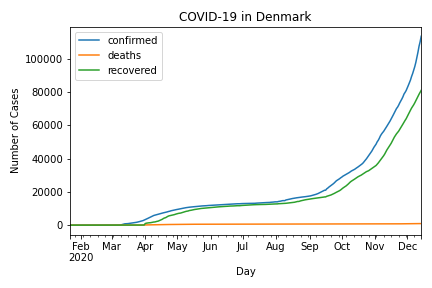 COVID-19 in Denmark
confirmed
deaths
recovered
Number of Cases
100000
80000
60000
40000
20000
0
Feb Mar Apr May Jun Jul Aug Sep Oct Nov Dec
2020
Day